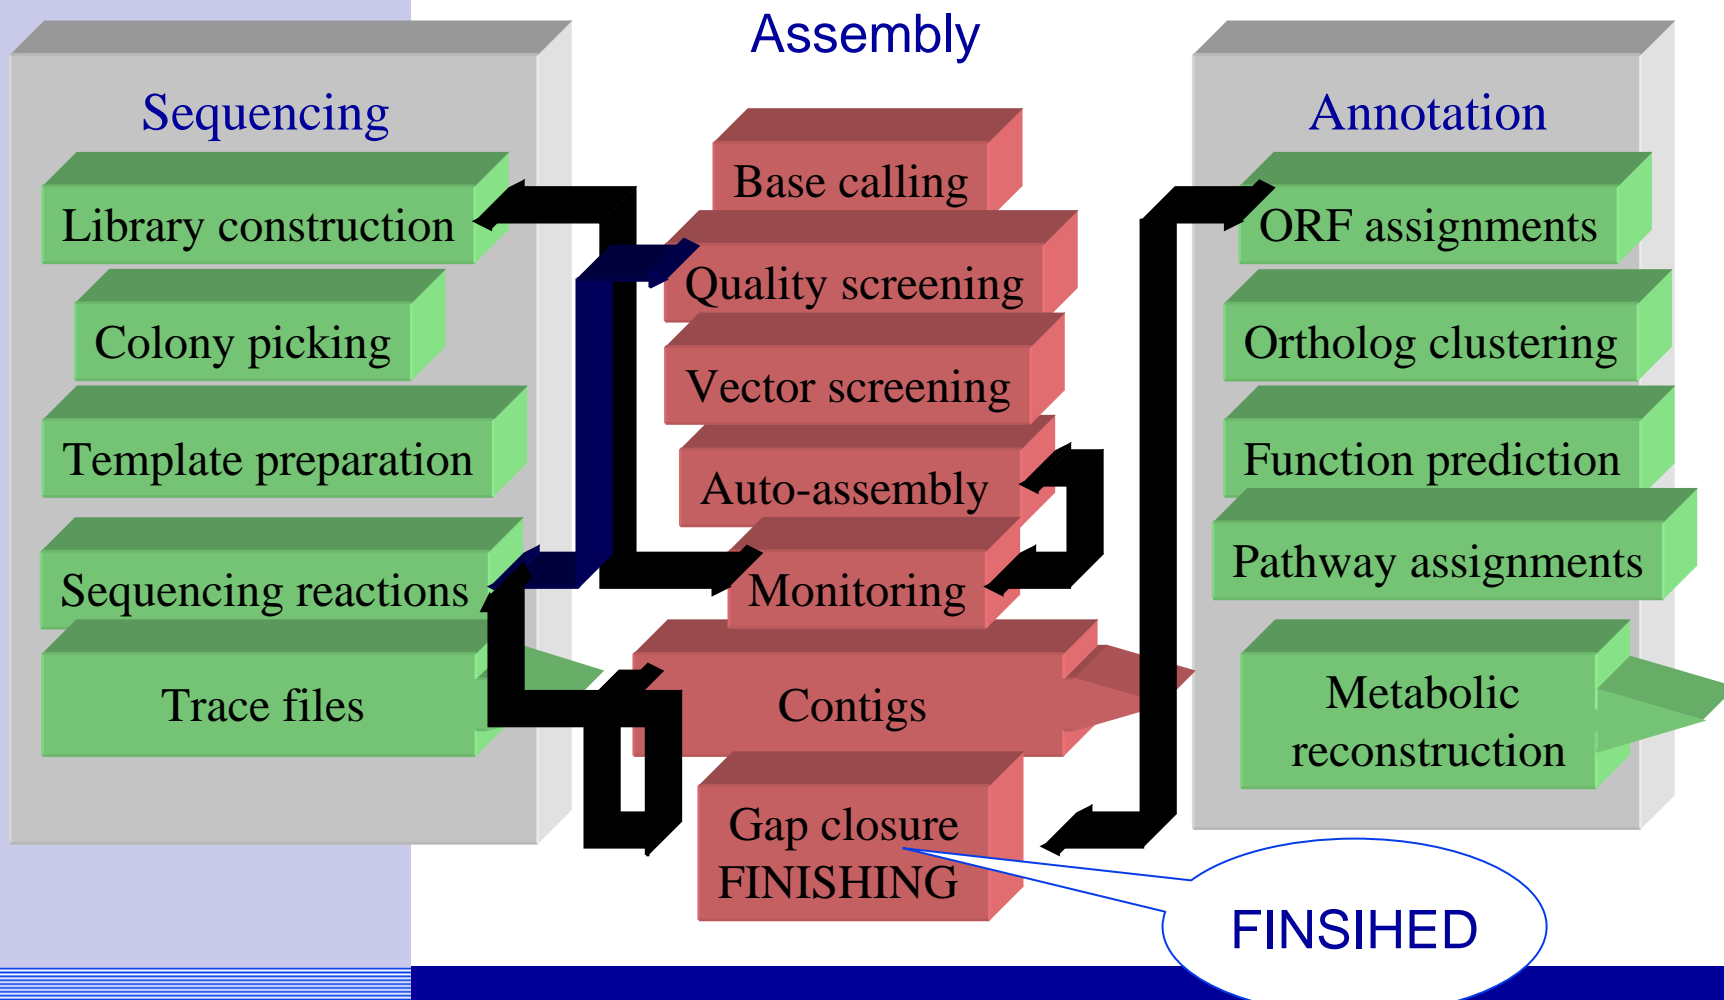 Sequencing
Library construction
Colony picking
Template preparation
Sequencing reactions
Trace files
Assembly
Base calling
Quality screening
Vector screening
Auto-assembly
Monitoring
Contigs
Gap closure
FINISHING
Annotation
ORF assignments
Ortholog clustering
Function prediction
Pathway assignments
Metabolic
reconstruction
FINSIHED